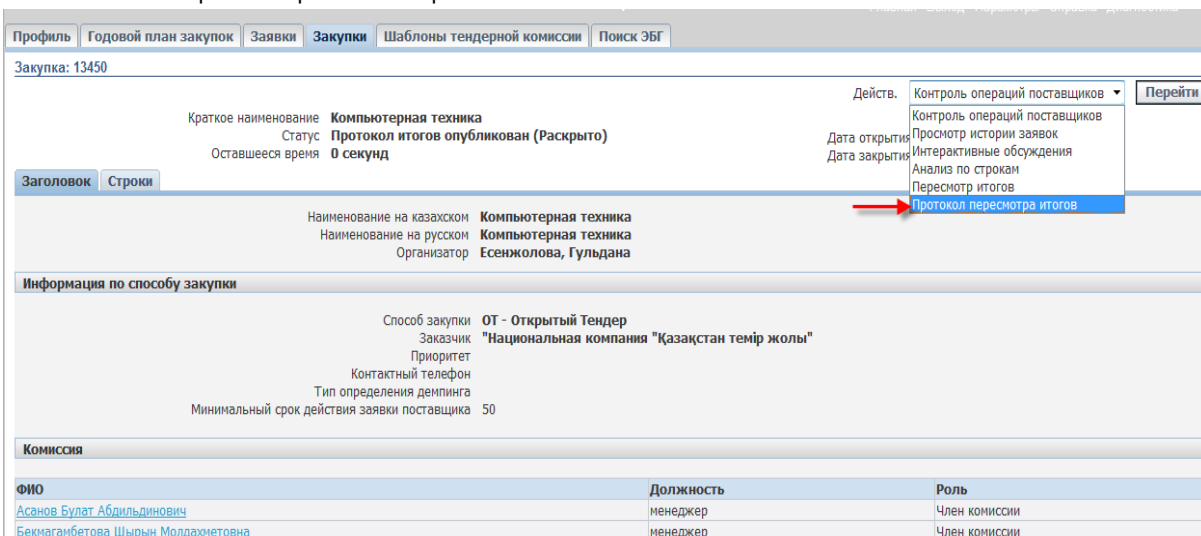 Профиль Годовой план закупок Заявки Закупки Шаблоны тендерной комиссии Поиск ЭБГ
Закупка: 13450
Действ. Контроль операций поставщиков Перейти
Контроль операций поставщиков
Просмотр истории заявок
Интерактивные обсуждения
Анализ по строкам
Пересмотр итогов
Протокол пересмотра итогов
Краткое наименование Компьютерная техника
Статус Протокол итогов опубликован (Раскрыто) Дата открытия
Оставшееся время 0 секунд Дата закрытия
Заголовок Строки
Наименование на казахском Компьютерная техника
Наименование на русском Компьютерная техника
Организатор Есенжолова, Гульдана
Информация по способу закупки
Способ закупки ОТ - Открытый Тендер
Заказчик "Национальная компания "Қазақстан темір жолы"
Приоритет
Контактный телефон
Тип определения демпинга
Минимальный срок действия заявки поставщика 50
Комиссия
ФИО Должность Роль
Асанов Булат Абдильдинович менеджер Член комиссии
Бекмагамбетова Шырын Молдахметовна менеджер Член комиссии